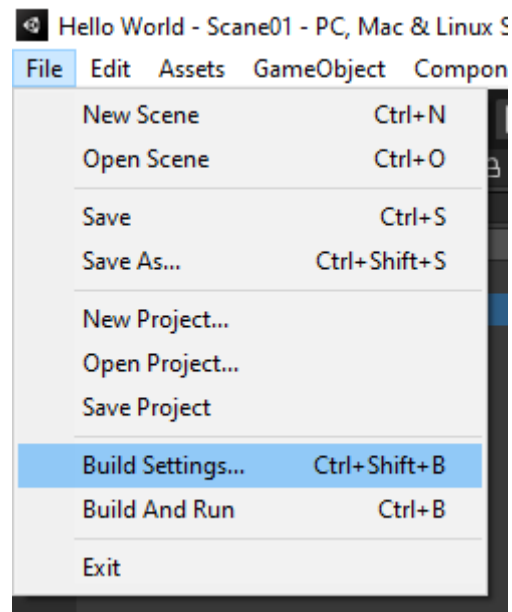 Hello World - Scane01 - PC, Mac & Linux
File Edit Assets GameObject Compon
New Scene Ctrl+N
Open Scene Ctrl+O
Save Ctrl+S
Save As... Ctrl+Shift+S
New Project...
Open Project...
Save Project
Build Settings... Ctrl+Shift+B
Build And Run Ctrl+B
Exit